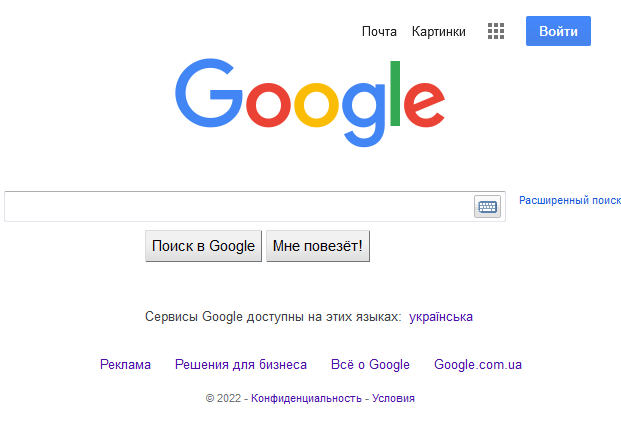 Почта Картинки Войти
Google
Расширенный поиск
Поиск в Google Мне повезёт!
Сервисы Google доступны на этих языках: українська
Реклама Решения для бизнеса Всё о Google Google.com.ua
© 2022 - Конфиденциальность - Условия